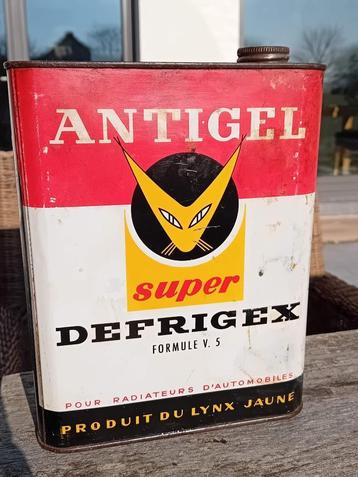 ANTIGEL
super
DEFRIGEX
FORMULE V. 5
POUR RADIATEURS D'AUTOMOBILES
PRODUIT DU LYNX JAUNE